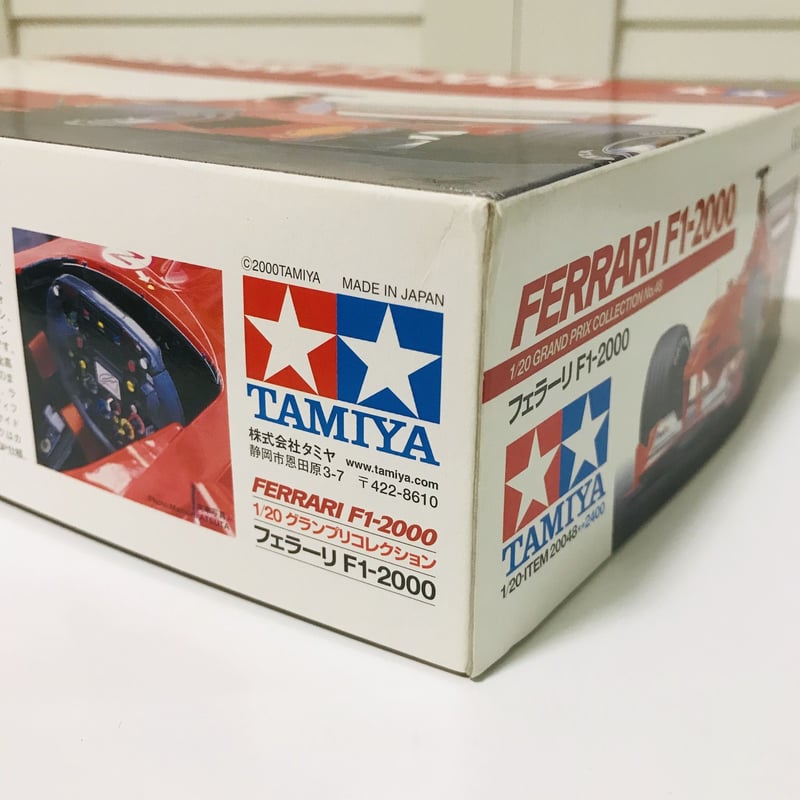 ©2000TAMIYA MADE IN JAPAN
TAMIYA
株式会社タミヤ www.tamiya.com
静岡市恩田原3-7 〒422-8610
FERRARI F1-2000
1/20 グランプリコレクション
フェラーリ F1-2000
FERRARI F1-2000
1/20 GRAND PRIX COLLECTION No.48
フェラーリ F1-2000
TAMIYA
1/20・ITEM 20048★★2400